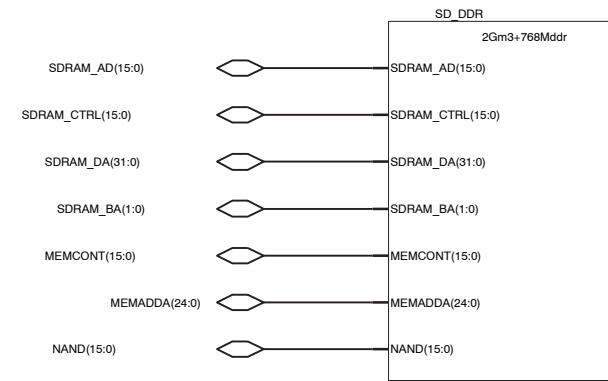 SD_DDR
2Gm3+768Mddr
SDRAM_AD(15:0) SDRAM_AD(15:0)
SDRAM_CTRL(15:0) SDRAM_CTRL(15:0)
SDRAM_DA(31:0) SDRAM_DA(31:0)
SDRAM_BA(1:0) SDRAM_BA(1:0)
MEMCONT(15:0) MEMCONT(15:0)
MEMADDA(24:0) MEMADDA(24:0)
NAND(15:0) NAND(15:0)